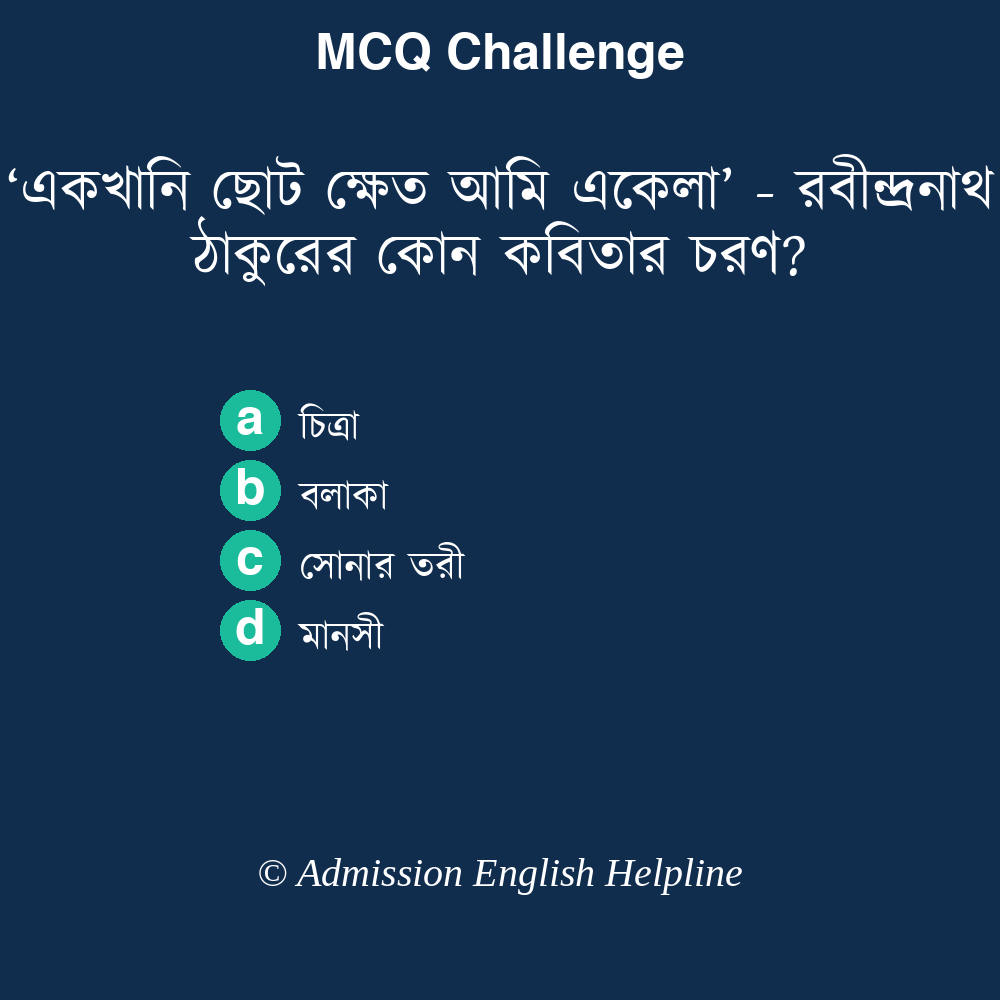 MCQ Challenge
‘একখানি ছোট ক্ষেত আমি একেলা’ - রবীন্দ্রনাথ
ঠাকুরের কোন কবিতার চরণ?
a চিত্রা
b বলাকা
c সোনার তরী
d মানসী
© Admission English Helpline